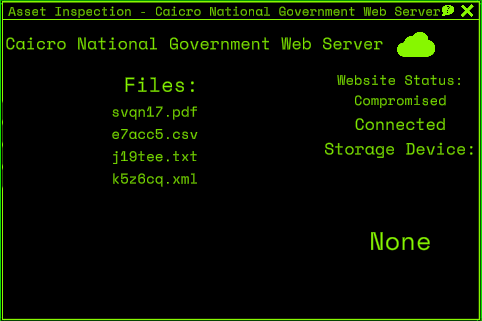 Asset Inspection - Caicro National Government Web Server
Caicro National Government Web Server
Files:
svqn17.pdf
e7acc5.csv
j19tee.txt
k5z6cq.xml
Website Status:
Compromised
Connected
Storage Device:
None